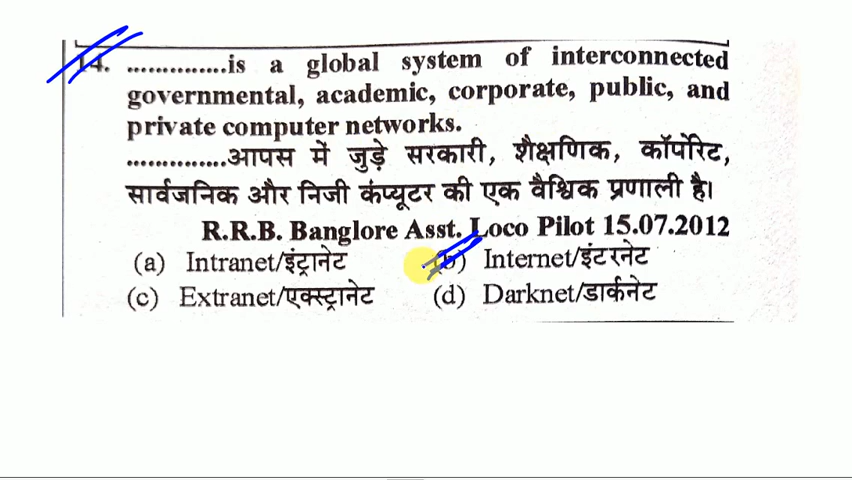 14. ..............is a global system of interconnected
governmental, academic, corporate, public, and
private computer networks.
..............आपस में जुड़े सरकारी, शैक्षणिक, कॉर्पोरेट,
सार्वजनिक और निजी कंप्यूटर की एक वैश्विक प्रणाली है।
R.R.B. Banglore Asst. Loco Pilot 15.07.2012
(a) Intranet/इंट्रानेट (b) Internet/इंटरनेट
(c) Extranet/एक्स्ट्रानेट (d) Darknet/डार्कनेट